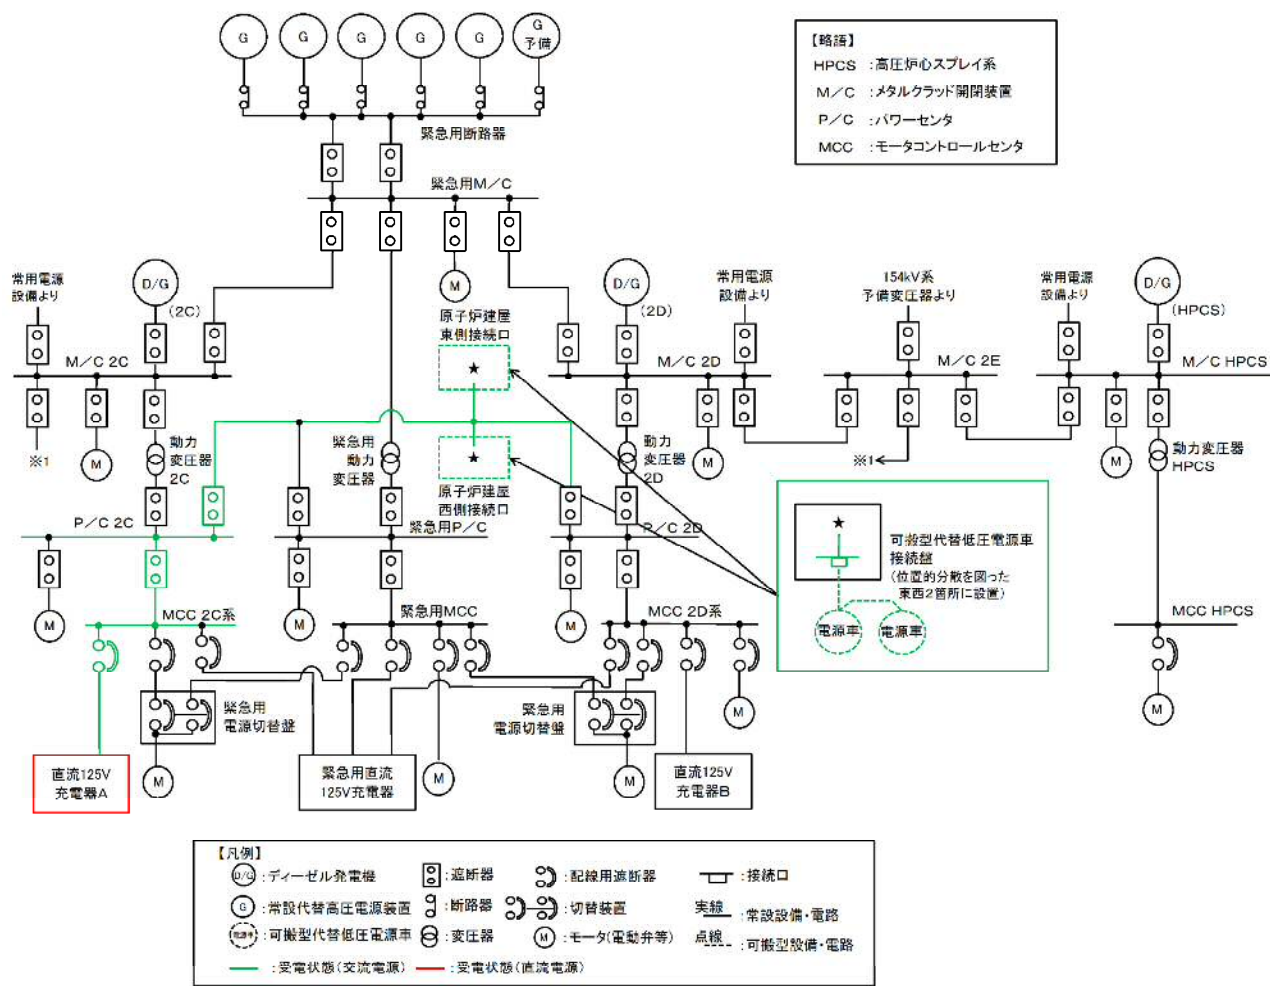 G
G
G
G
G
G
予備
【略語】
HPCS ：高圧炉心スプレイ系
M／C ：メタルクラッド開閉装置
P／C ：パワーセンタ
MCC ：モータコントロールセンタ
緊急用断路器
緊急用M／C
常用電源
設備より
D/G
(2C)
M
D/G
(2D)
常用電源
設備より
154kV系
予備変圧器より
常用電源
設備より
D/G
(HPCS)
原子炉建屋
東側接続口
★
M／C 2C
M／C 2D
M／C 2E
M／C HPCS
※1
M
動力
変圧器
2C
緊急用
動力
変圧器
★
原子炉建屋
西側接続口
動力
変圧器
2D
M
※1
M
動力変圧器
HPCS
P／C 2C
緊急用P／C
P／C 2D
★
可搬型代替低圧電源車
接続盤
(位置的分散を図った
東西2箇所に設置)
電源車
電源車
M
MCC 2C系
M
緊急用MCC
M
MCC 2D系
MCC HPCS
緊急用
電源切替盤
緊急用
電源切替盤
M
M
直流125V
充電器A
M
緊急用直流
125V充電器
M
M
直流125V
充電器B
【凡例】
D/G ：ディーゼル発電機
：遮断器
：配線用遮断器
：接続口
G ：常設代替高圧電源装置
：断路器
：切替装置
実線 ：常設設備・電路
電源車 ：可搬型代替低圧電源車
：変圧器
M ：モータ(電動弁等)
点線 ：可搬型設備・電路
：受電状態(交流電源)
：受電状態(直流電源)